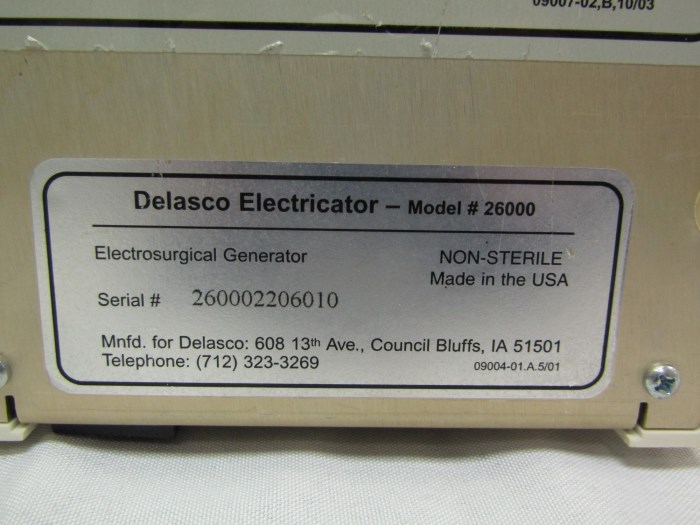 09007-02,B,10/03
Delasco Electricator – Model # 26000
Electrosurgical Generator
NON-STERILE
Made in the USA
Serial # 260002206010
Mnfd. for Delasco: 608 13th Ave., Council Bluffs, IA 51501
Telephone: (712) 323-3269
09004-01.A.5/01